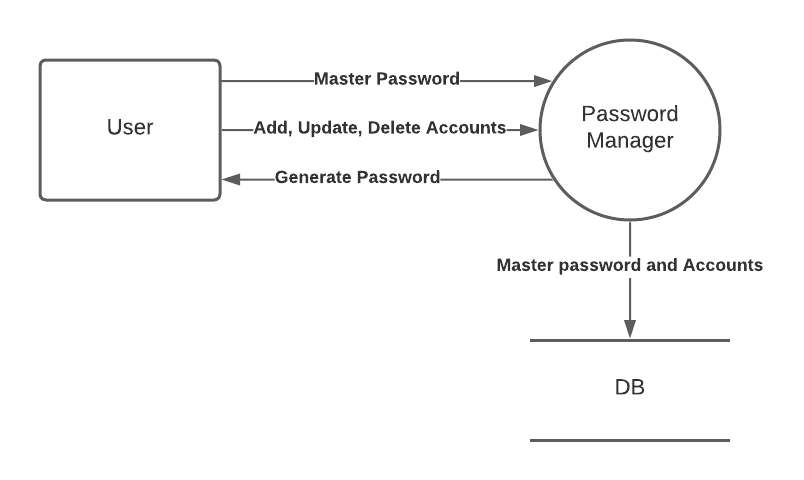 Master Password
User
Add, Update, Delete Accounts
Password
Manager
Generate Password
Master password and Accounts
DB